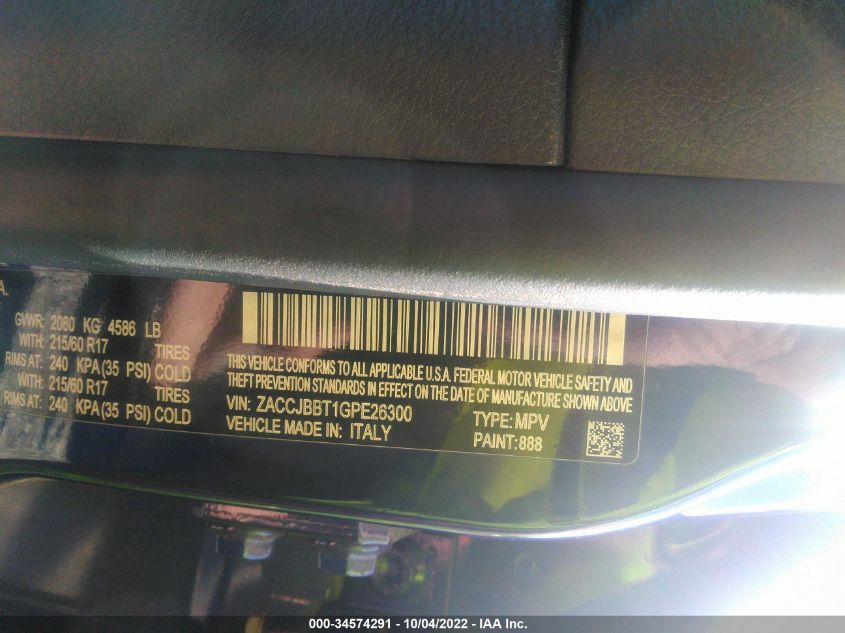 A.
GVWR: 2080 KG 4586 LB
WITH: 215/60 R17 TIRES
RIMS AT: 240 KPA (35 PSI) COLD
WITH: 215/60 R17 TIRES
RIMS AT: 240 KPA (35 PSI) COLD
THIS VEHICLE CONFORMS TO ALL APPLICABLE U.S.A. FEDERAL MOTOR VEHICLE SAFETY AND
THEFT PREVENTION STANDARDS IN EFFECT ON THE DATE OF MANUFACTURE SHOWN ABOVE
VIN: ZACCJBBT1GPE26300 TYPE: MPV
VEHICLE MADE IN: ITALY PAINT:888
000-34574291 - 10/04/2022 - IAA Inc.